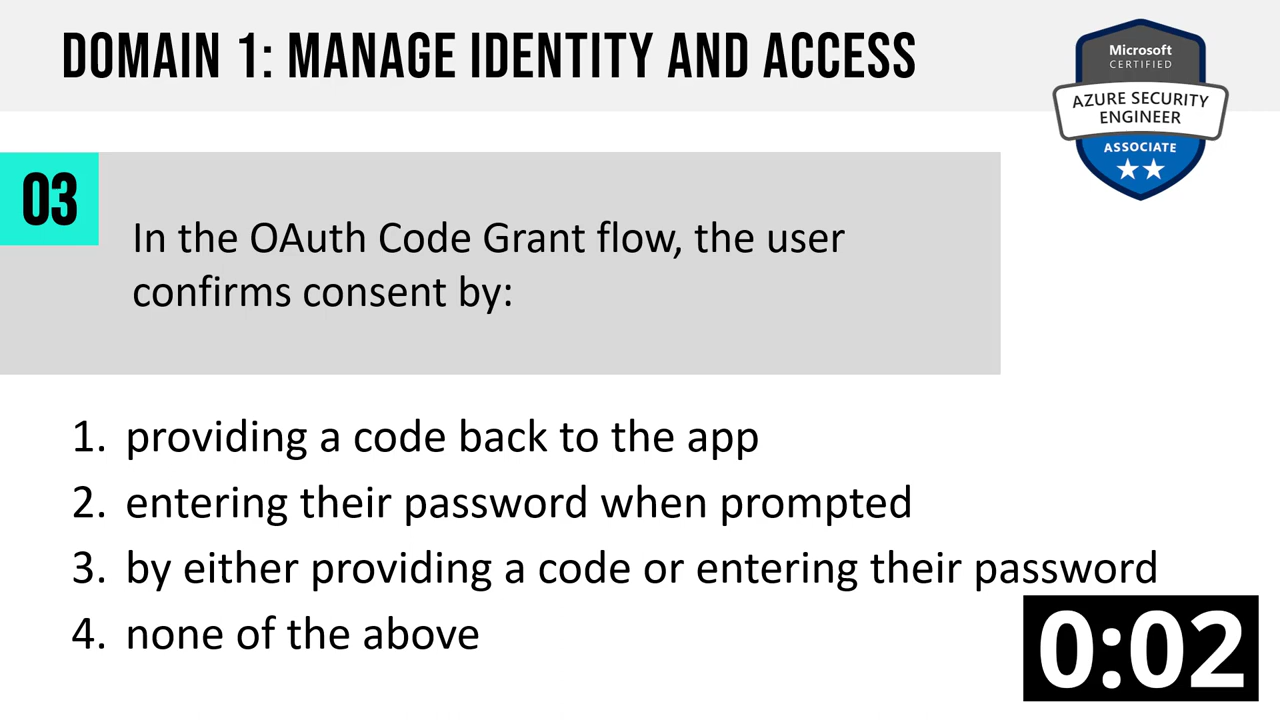 DOMAIN 1: MANAGE IDENTITY AND ACCESS
Microsoft
CERTIFIED
AZURE SECURITY
ENGINEER
ASSOCIATE
03
In the OAuth Code Grant flow, the user
confirms consent by:
1. providing a code back to the app
2. entering their password when prompted
3. by either providing a code or entering their password
4. none of the above
0:02